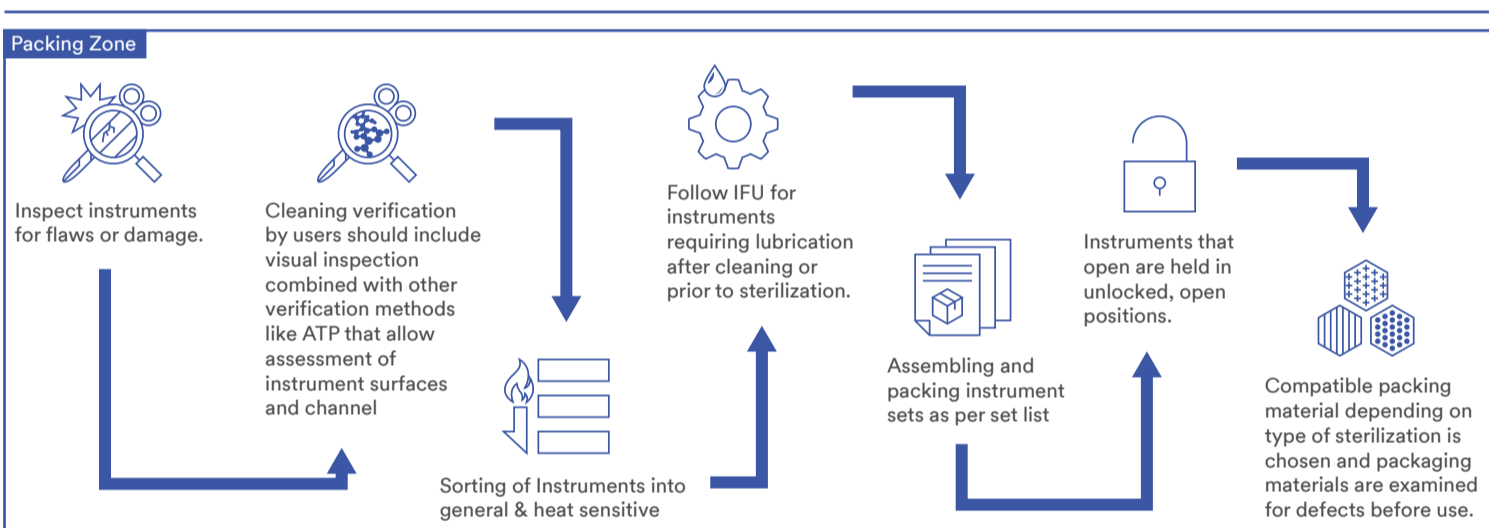 Packing Zone
Inspect instruments
for flaws or damage.
Cleaning verification
by users should include
visual inspection
combined with other
verification methods
like ATP that allow
assessment of
instrument surfaces
and channel
Sorting of Instruments into
general & heat sensitive
Follow IFU for
instruments
requiring lubrication
after cleaning or
prior to sterilization.
Assembling and
packing instrument
sets as per set list
Instruments that
open are held in
unlocked, open
positions.
Compatible packing
material depending on
type of sterilization is
chosen and packaging
materials are examined
for defects before use.